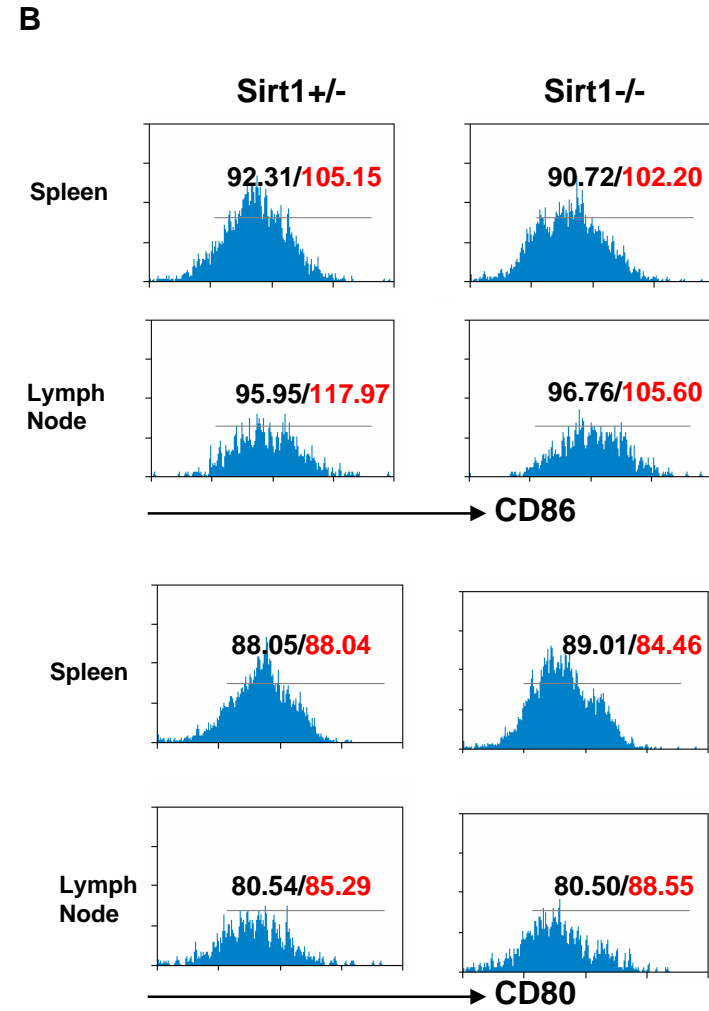 B
Sirt1+/- Sirt1-/-
Spleen 92.31/105.15 90.72/102.20
Lymph
Node 95.95/117.97 96.76/105.60
CD86
Spleen 88.05/88.04 89.01/84.46
Lymph
Node 80.54/85.29 80.50/88.55
CD80